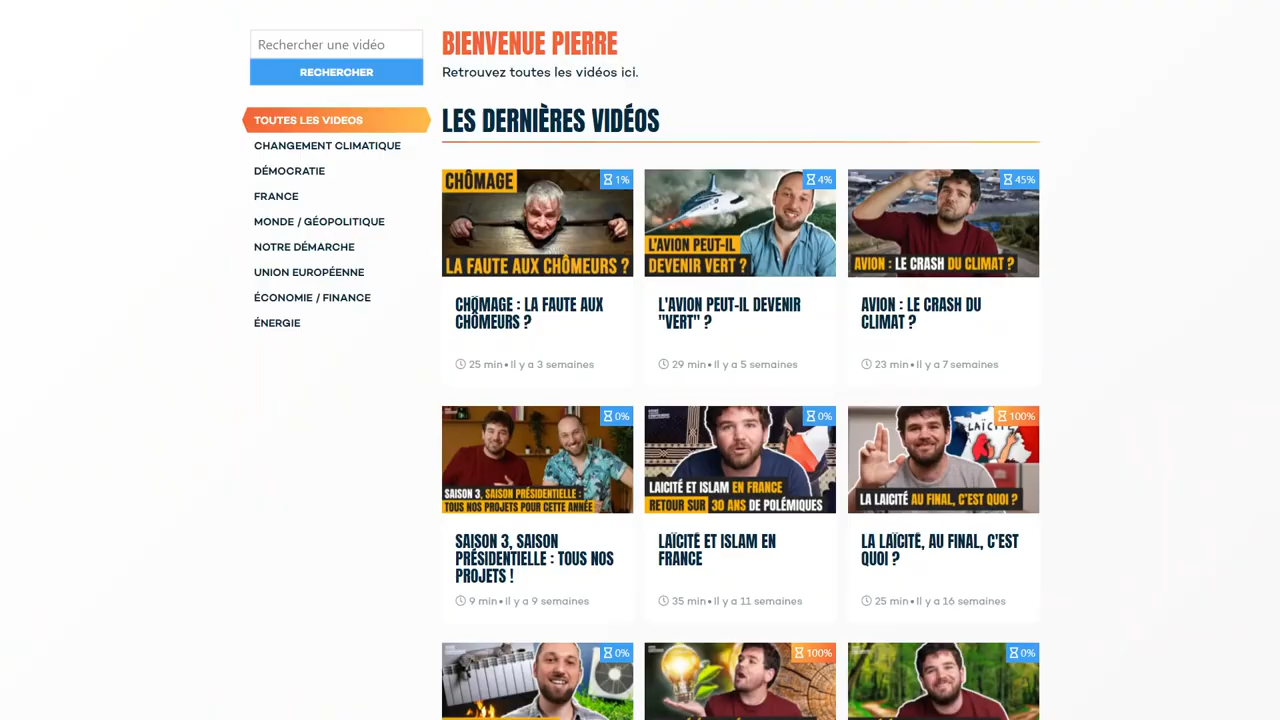 Rechercher une vidéo
RECHERCHER
TOUTES LES VIDEOS
CHANGEMENT CLIMATIQUE
DÉMOCRATIE
FRANCE
MONDE / GÉOPOLITIQUE
NOTRE DÉMARCHE
UNION EUROPÉENNE
ÉCONOMIE / FINANCE
ÉNERGIE
BIENVENUE PIERRE
Retrouvez toutes les vidéos ici.
LES DERNIÈRES VIDÉOS
CHÔMAGE
1%
LA FAUTE AUX CHÔMEURS ?
CHÔMAGE : LA FAUTE AUX
CHÔMEURS ?
25 min • Il y a 3 semaines
4%
L'AVION PEUT-IL
DEVENIR VERT ?
L'AVION PEUT-IL DEVENIR
"VERT" ?
29 min • Il y a 5 semaines
45%
AVION : LE CRASH DU CLIMAT ?
AVION : LE CRASH DU
CLIMAT ?
23 min • Il y a 7 semaines
0%
SAISON 3, SAISON PRÉSIDENTIELLE :
TOUS NOS PROJETS POUR CETTE ANNÉE
SAISON 3, SAISON
PRÉSIDENTIELLE : TOUS NOS
PROJETS !
9 min • Il y a 9 semaines
0%
LAICITÉ ET ISLAM EN FRANCE
RETOUR SUR 30 ANS DE POLÉMIQUES
LAÏCITÉ ET ISLAM EN
FRANCE
35 min • Il y a 11 semaines
100%
LAÏCITÉ
LA LAICITÉ AU FINAL, C'EST QUOI ?
LA LAÏCITÉ, AU FINAL, C'EST
QUOI ?
25 min • Il y a 16 semaines
0%
100%
0%